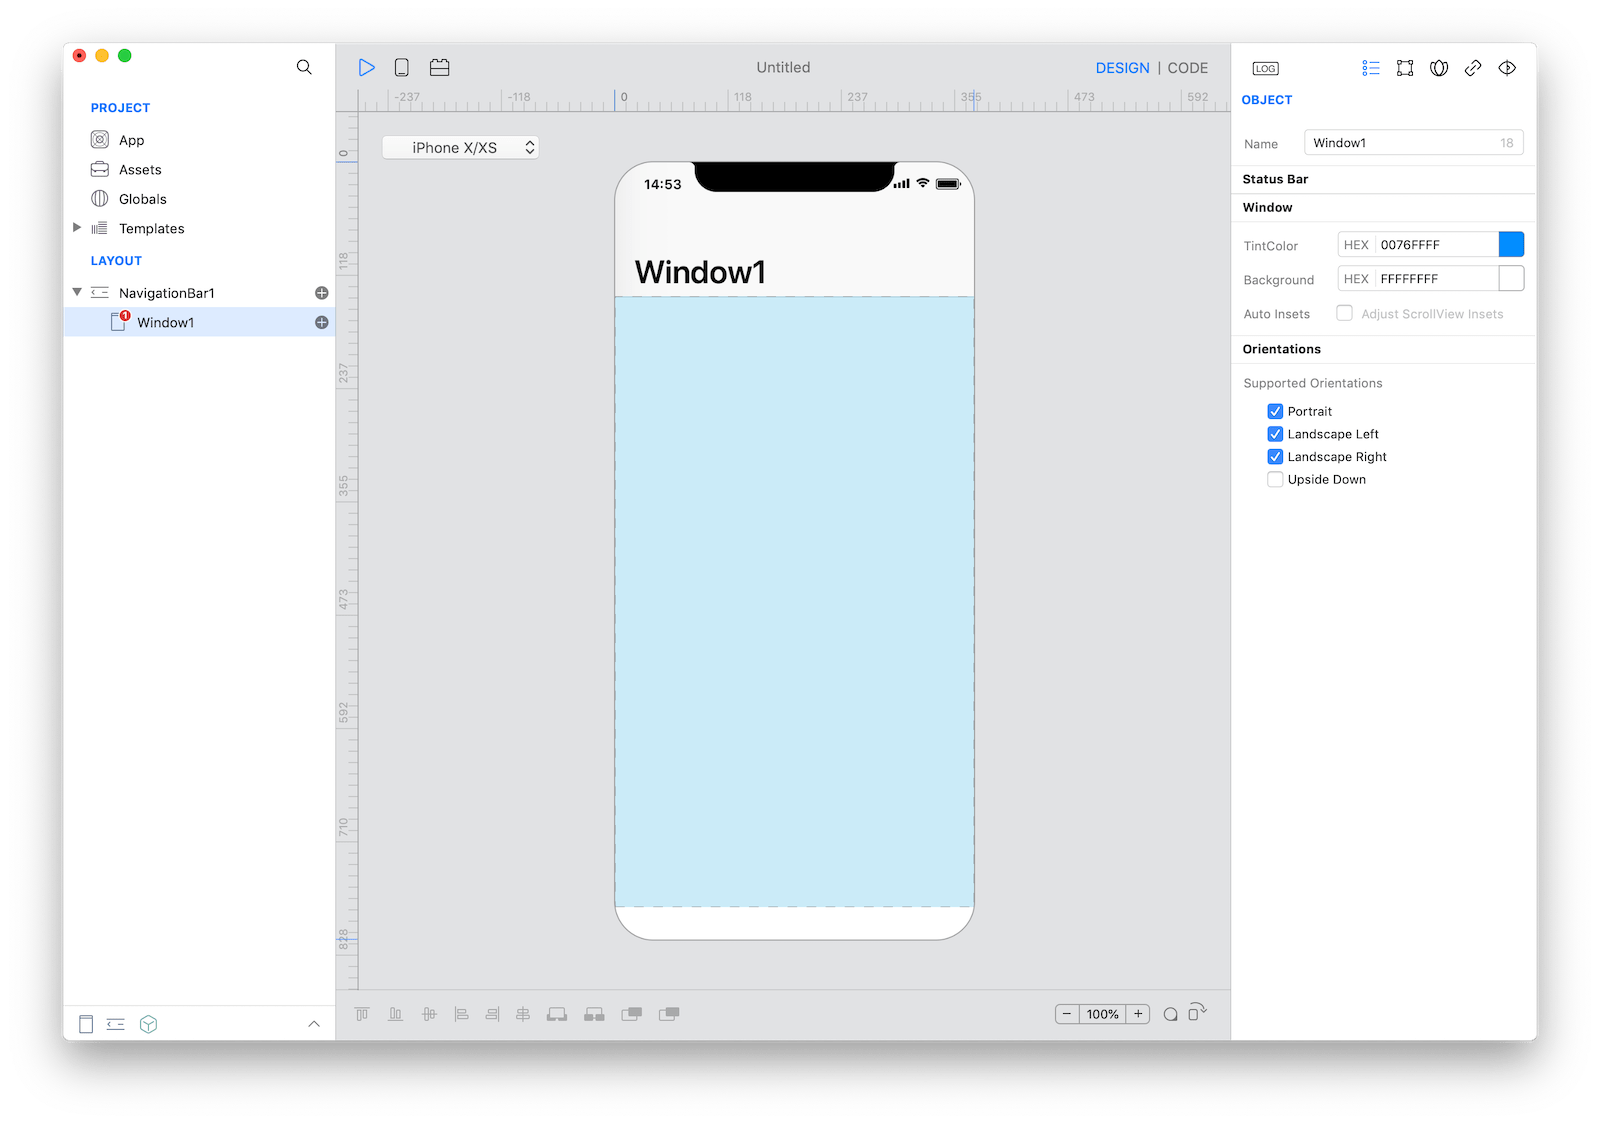 PROJECT
App
Assets
Globals
Templates
LAYOUT
NavigationBar1
1
Window1
Untitled
DESIGN | CODE
-237 -118 0 118 237 355 473 592
0
118
237
355
473
592
710
828
iPhone X/XS
14:53
Window1
100%
LOG
OBJECT
Name Window1 18
Status Bar
Window
TintColor HEX 0076FFFF
Background HEX FFFFFFFF
Auto Insets Adjust ScrollView Insets
Orientations
Supported Orientations
Portrait
Landscape Left
Landscape Right
Upside Down